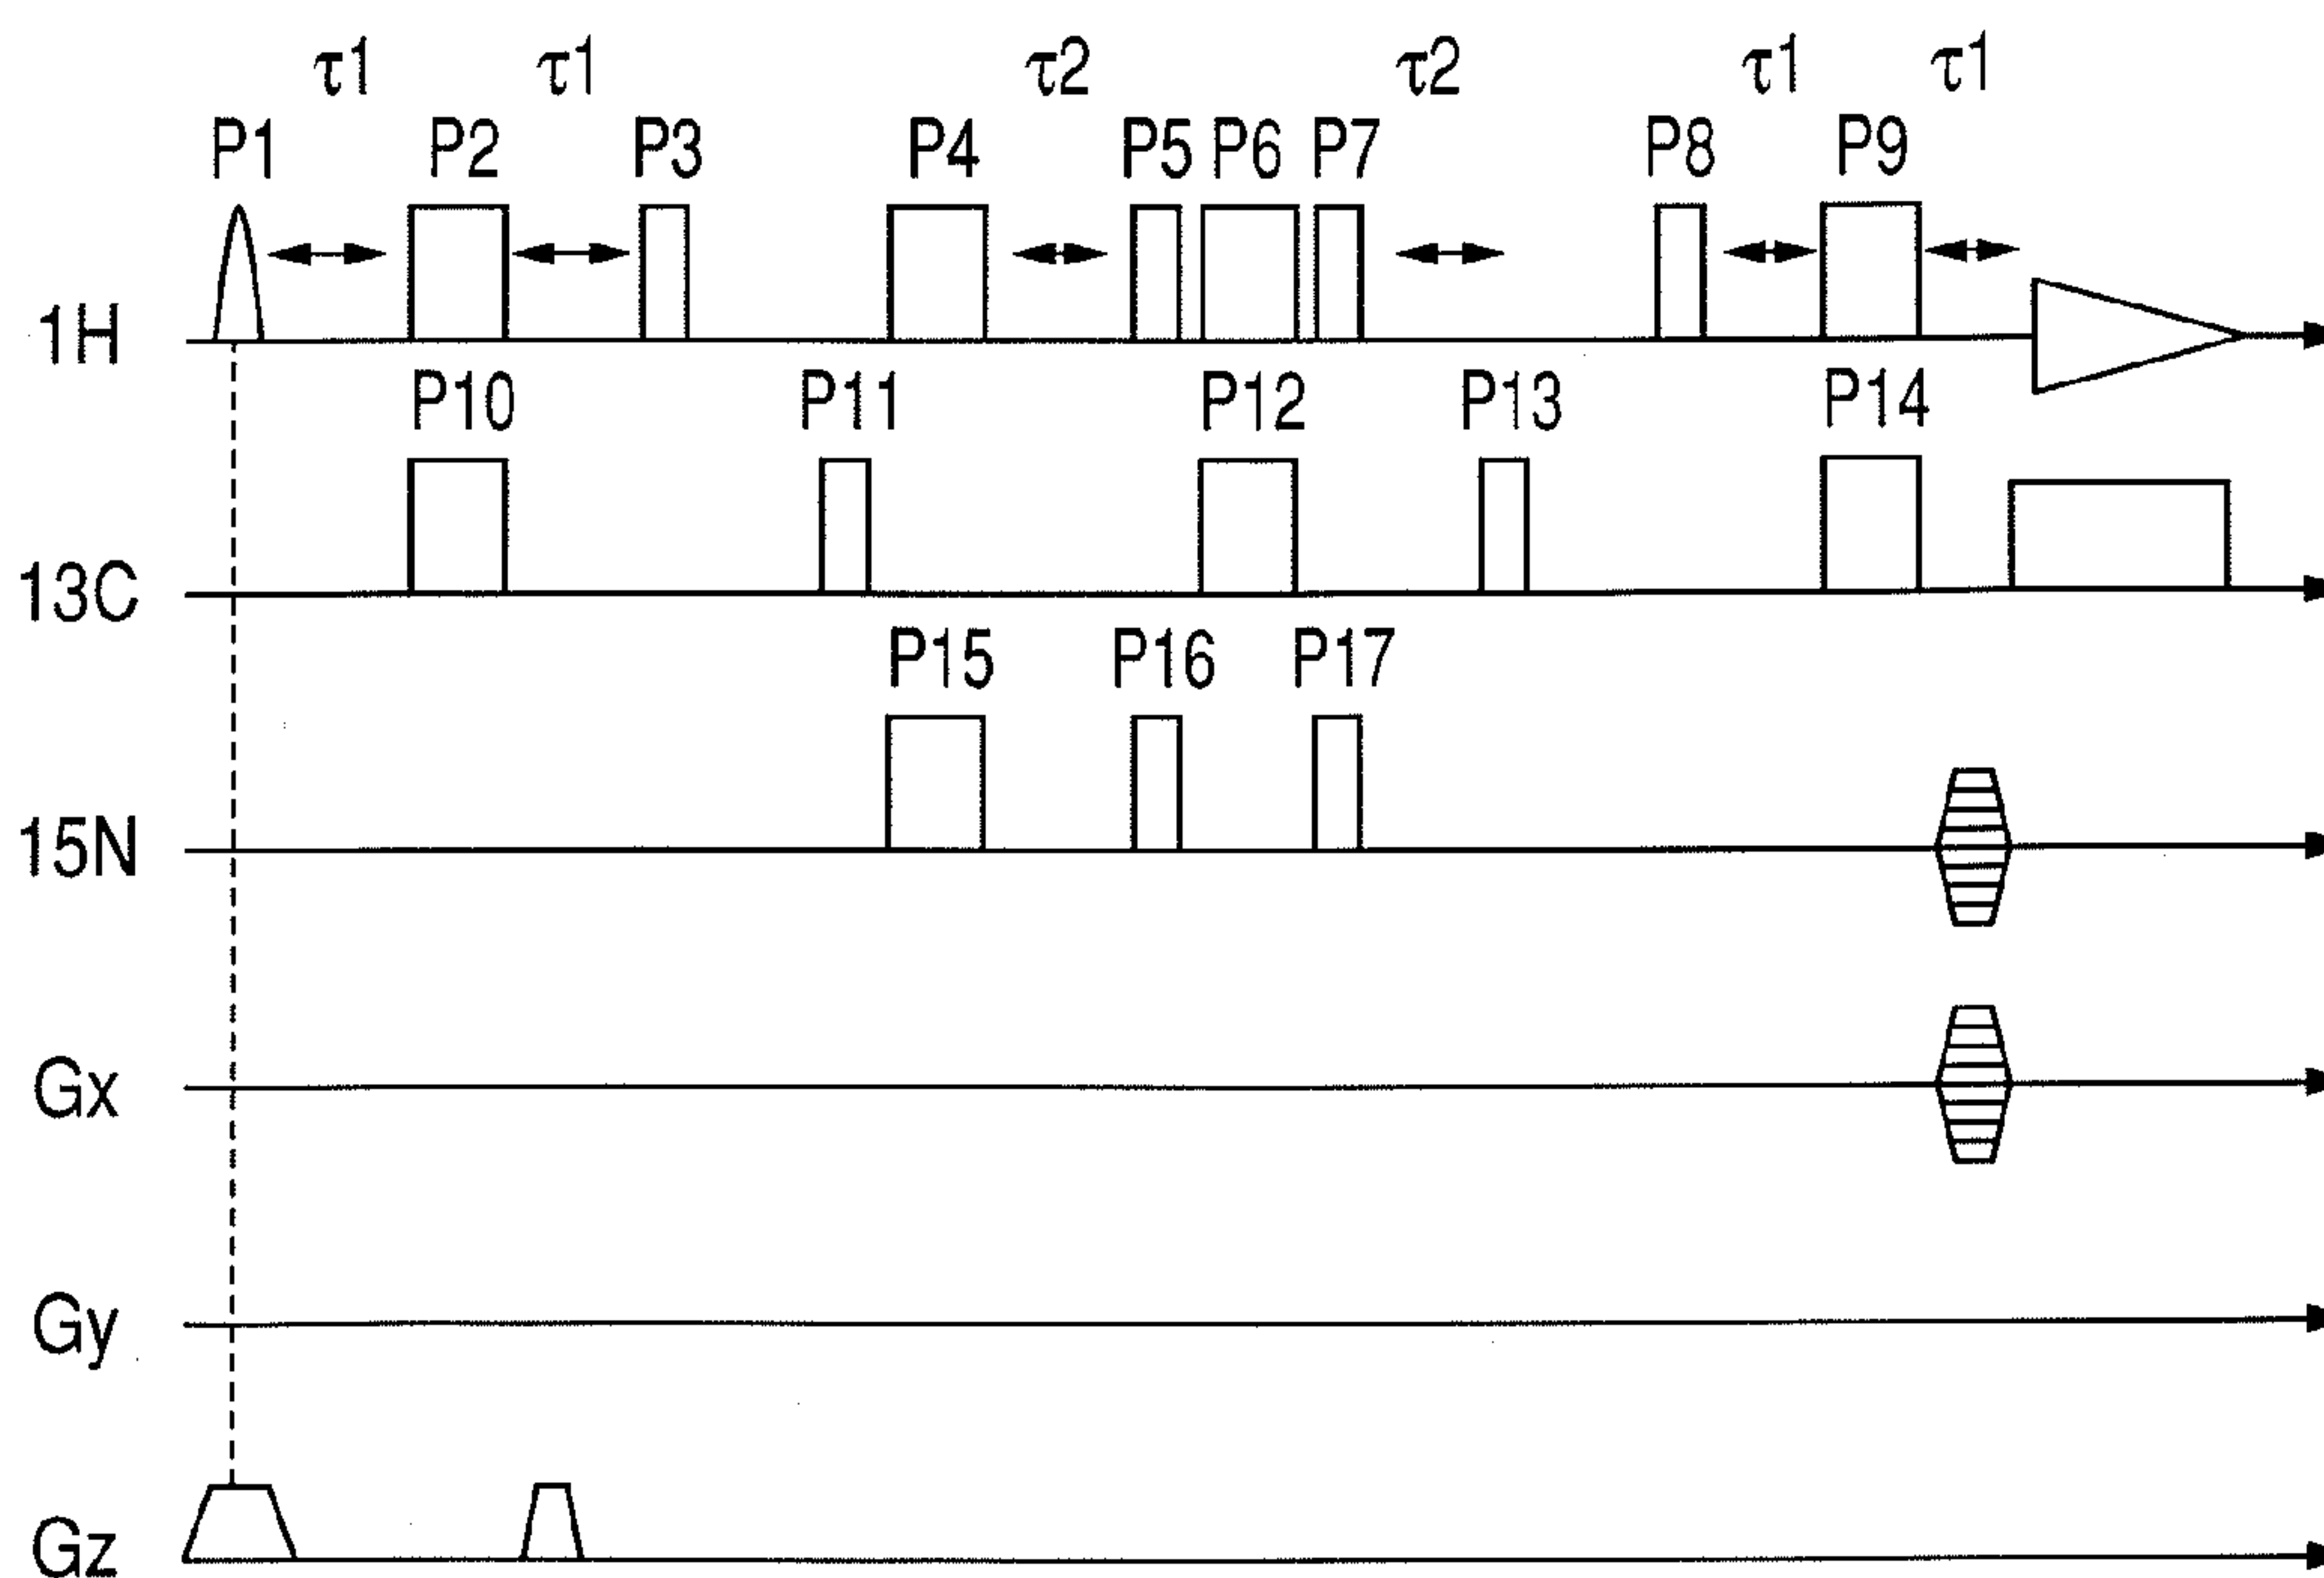 τ1 τ1 τ2 τ2 τ1 τ1
P1 P2 P3 P4 P5 P6 P7 P8 P9
1H
P10 P11 P12 P13 P14
13C
P15 P16 P17
15N
Gx
Gy
Gz